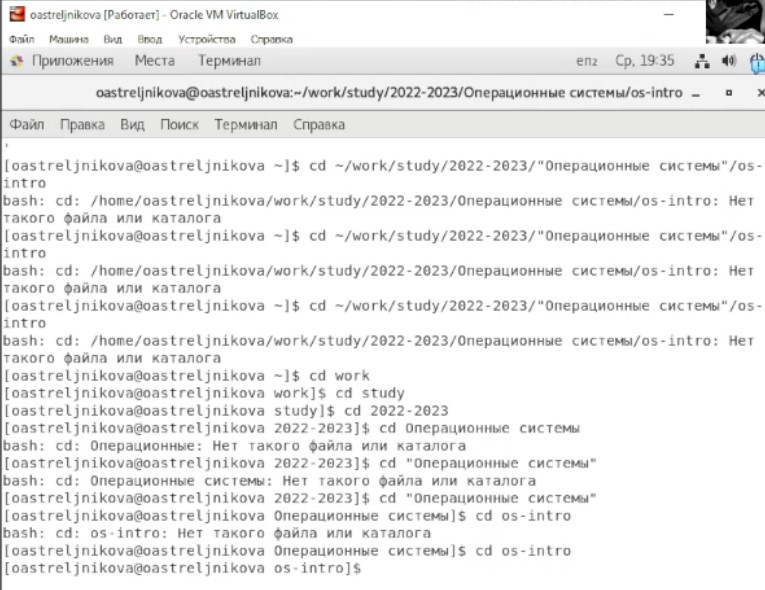 oastreljnikova [Работает] - Oracle VM VirtualBox
Файл Машина Вид Ввод Устройства Справка
Приложения Места Терминал en2 Ср, 19:35
oastreljnikova@oastreljnikova:~/work/study/2022-2023/Операционные системы/os-intro
Файл Правка Вид Поиск Терминал Справка
'
[oastreljnikova@oastreljnikova ~]$ cd ~/work/study/2022-2023/"Операционные системы"/os-
intro
bash: cd: /home/oastreljnikova/work/study/2022-2023/Операционные системы/os-intro: Нет
такого файла или каталога
[oastreljnikova@oastreljnikova ~]$ cd ~/work/study/2022-2023/"Операционные системы"/os-
intro
bash: cd: /home/oastreljnikova/work/study/2022-2023/Операционные системы/os-intro: Нет
такого файла или каталога
[oastreljnikova@oastreljnikova ~]$ cd ~/work/study/2022-2023/"Операционные системы"/os-
intro
bash: cd: /home/oastreljnikova/work/study/2022-2023/Операционные системы/os-intro: Нет
такого файла или каталога
[oastreljnikova@oastreljnikova ~]$ cd work
[oastreljnikova@oastreljnikova work]$ cd study
[oastreljnikova@oastreljnikova study]$ cd 2022-2023
[oastreljnikova@oastreljnikova 2022-2023]$ cd Операционные системы
bash: cd: Операционные: Нет такого файла или каталога
[oastreljnikova@oastreljnikova 2022-2023]$ cd "Операционные системы"
bash: cd: Операционные системы: Нет такого файла или каталога
[oastreljnikova@oastreljnikova 2022-2023]$ cd "Операционные системы"
[oastreljnikova@oastreljnikova Операционные системы]$ cd os-intro
bash: cd: os-intro: Нет такого файла или каталога
[oastreljnikova@oastreljnikova Операционные системы]$ cd os-intro
[oastreljnikova@oastreljnikova os-intro]$